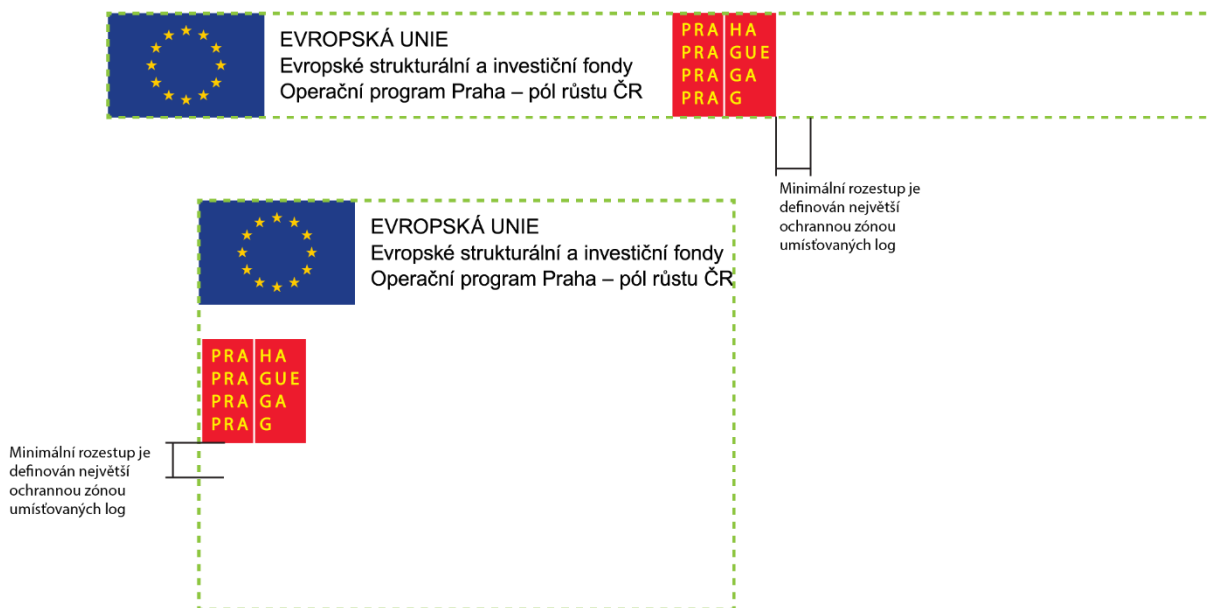 EVROPSKÁ UNIE
Evropské strukturální a investiční fondy
Operační program Praha – pól růstu ČR
PRA HA
PRA GUE
PRA GA
PRA G
Minimální rozestup je
definován největší
ochrannou zónou
umísťovaných log
EVROPSKÁ UNIE
Evropské strukturální a investiční fondy
Operační program Praha – pól růstu ČR
PRA HA
PRA GUE
PRA GA
PRA G
Minimální rozestup je
definován největší
ochrannou zónou
umísťovaných log